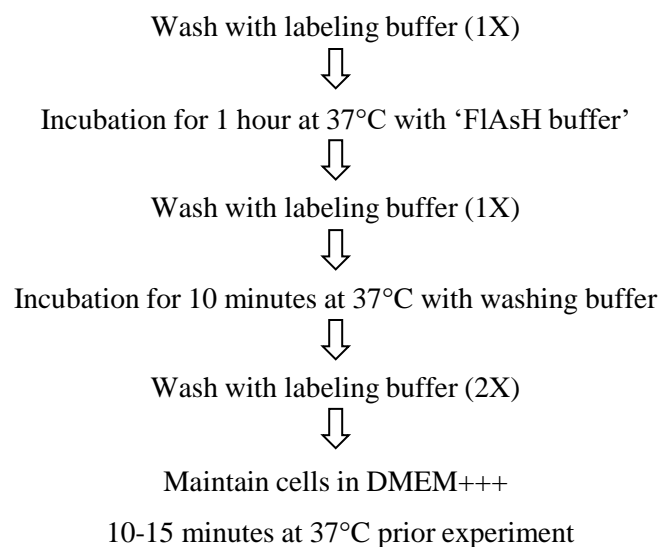 Wash with labeling buffer (1X)
Incubation for 1 hour at 37°C with ‘FlAsH buffer’
Wash with labeling buffer (1X)
Incubation for 10 minutes at 37°C with washing buffer
Wash with labeling buffer (2X)
Maintain cells in DMEM+++
10-15 minutes at 37°C prior experiment